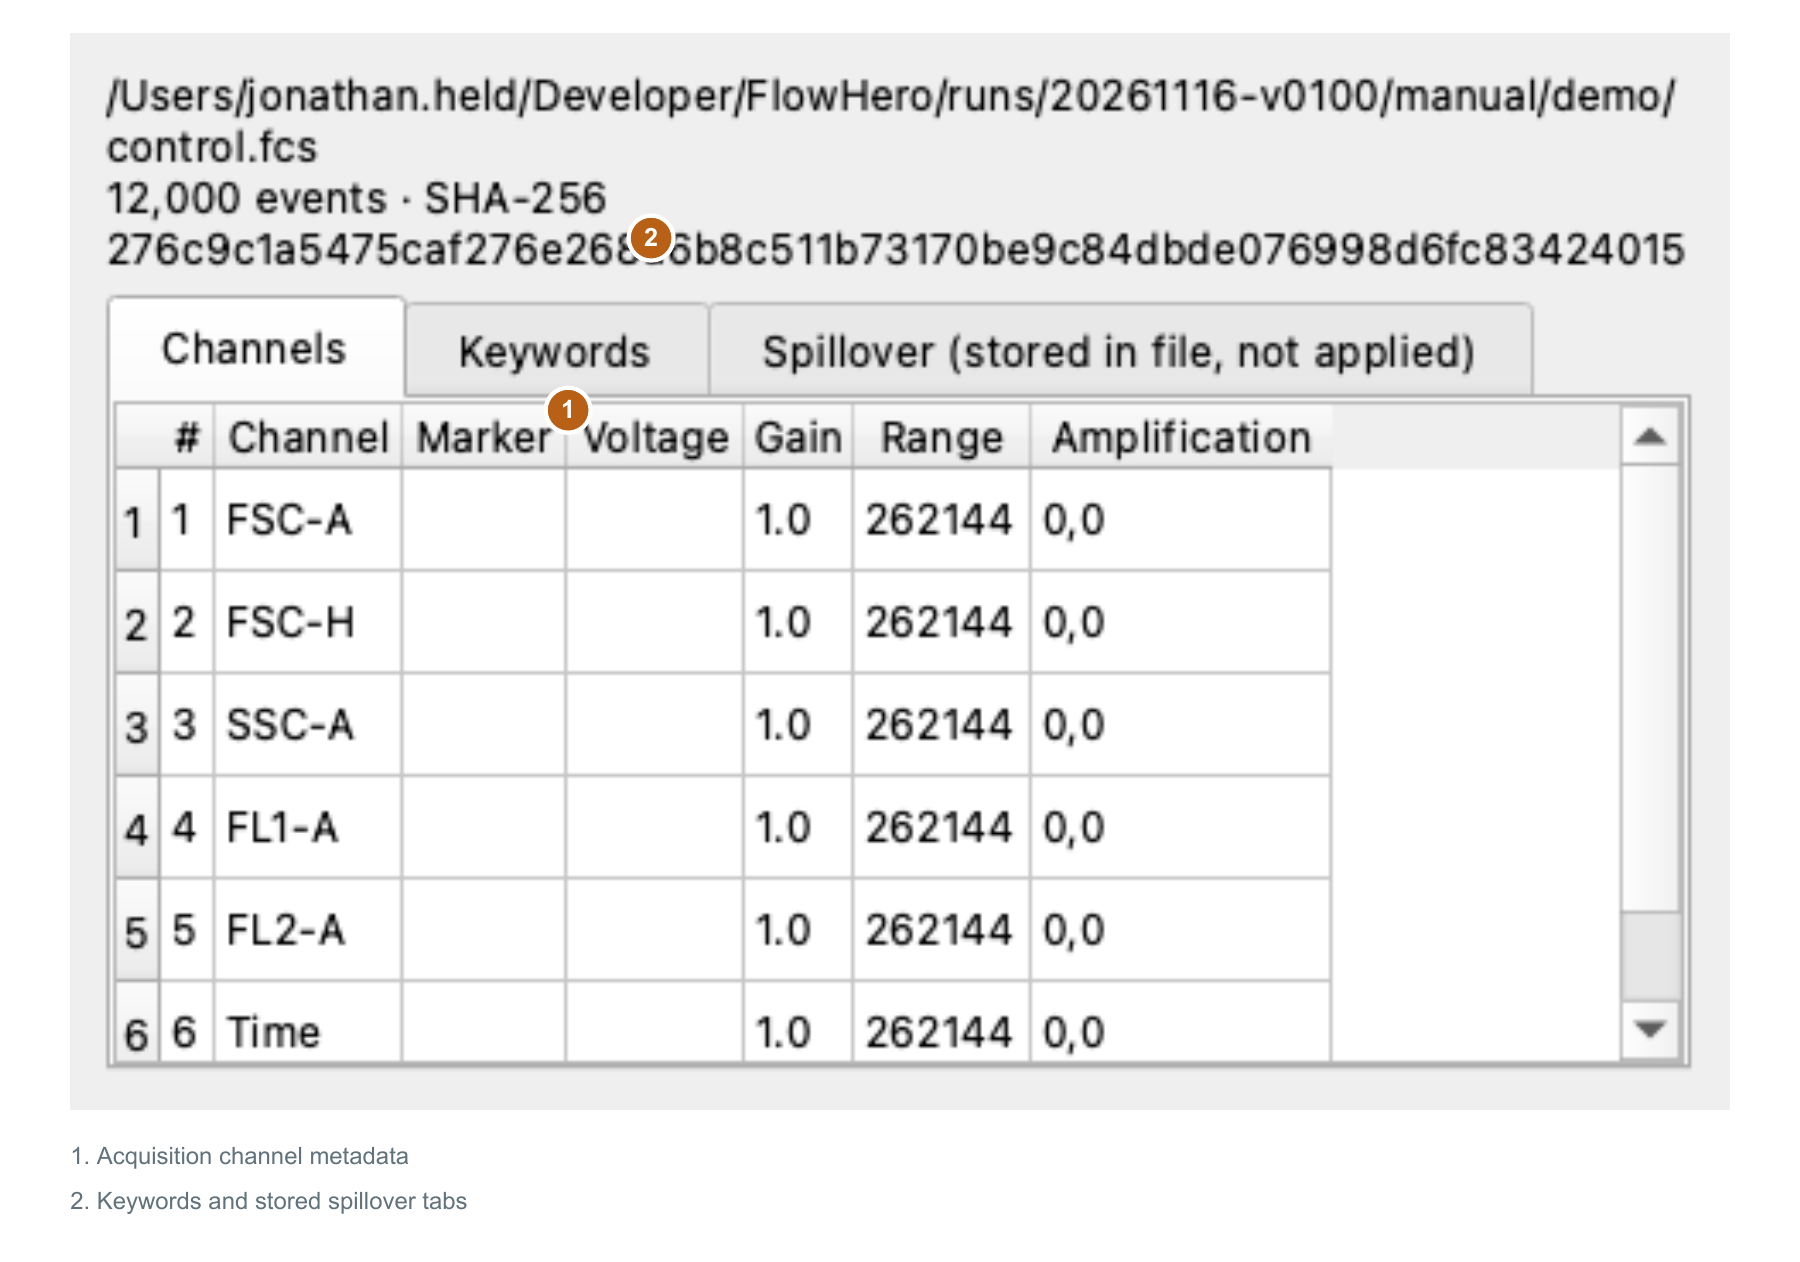 /Users/jonathan.held/Developer/FlowHero/runs/20261116-v0100/manual/demo/
control.fcs
12,000 events · SHA-256
2
Channels Keywords Spillover (stored in file, not applied)
1
# Channel Marker Voltage Gain Range Amplification
1 1 FSC-A 1.0 262144 0,0
2 2 FSC-H 1.0 262144 0,0
3 3 SSC-A 1.0 262144 0,0
4 4 FL1-A 1.0 262144 0,0
5 5 FL2-A 1.0 262144 0,0
6 6 Time 1.0 262144 0,0
1. Acquisition channel metadata
2. Keywords and stored spillover tabs